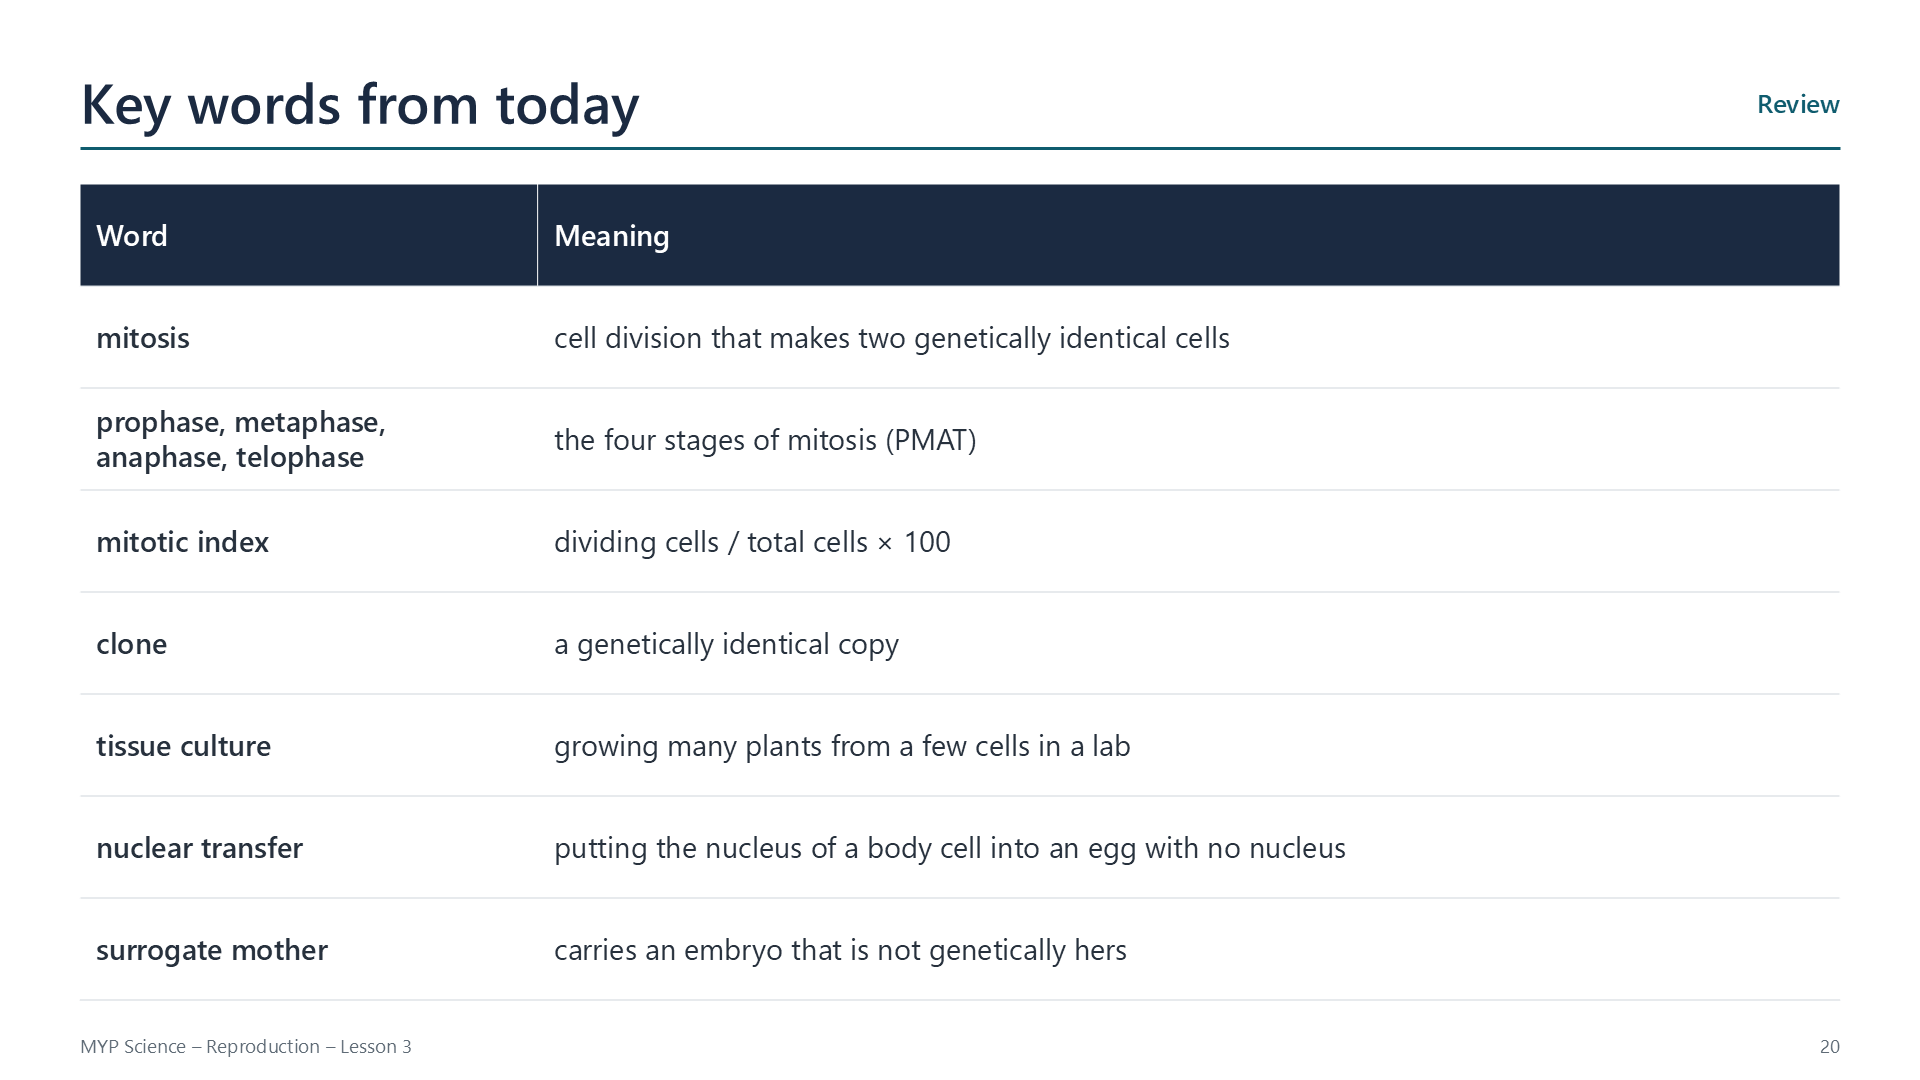 Key words from today
Review
Word
Meaning
mitosis
cell division that makes two genetically identical cells
prophase, metaphase,
anaphase, telophase
the four stages of mitosis (PMAT)
mitotic index
dividing cells / total cells × 100
clone
a genetically identical copy
tissue culture
growing many plants from a few cells in a lab
nuclear transfer
putting the nucleus of a body cell into an egg with no nucleus
surrogate mother
carries an embryo that is not genetically hers
MYP Science – Reproduction – Lesson 3
20